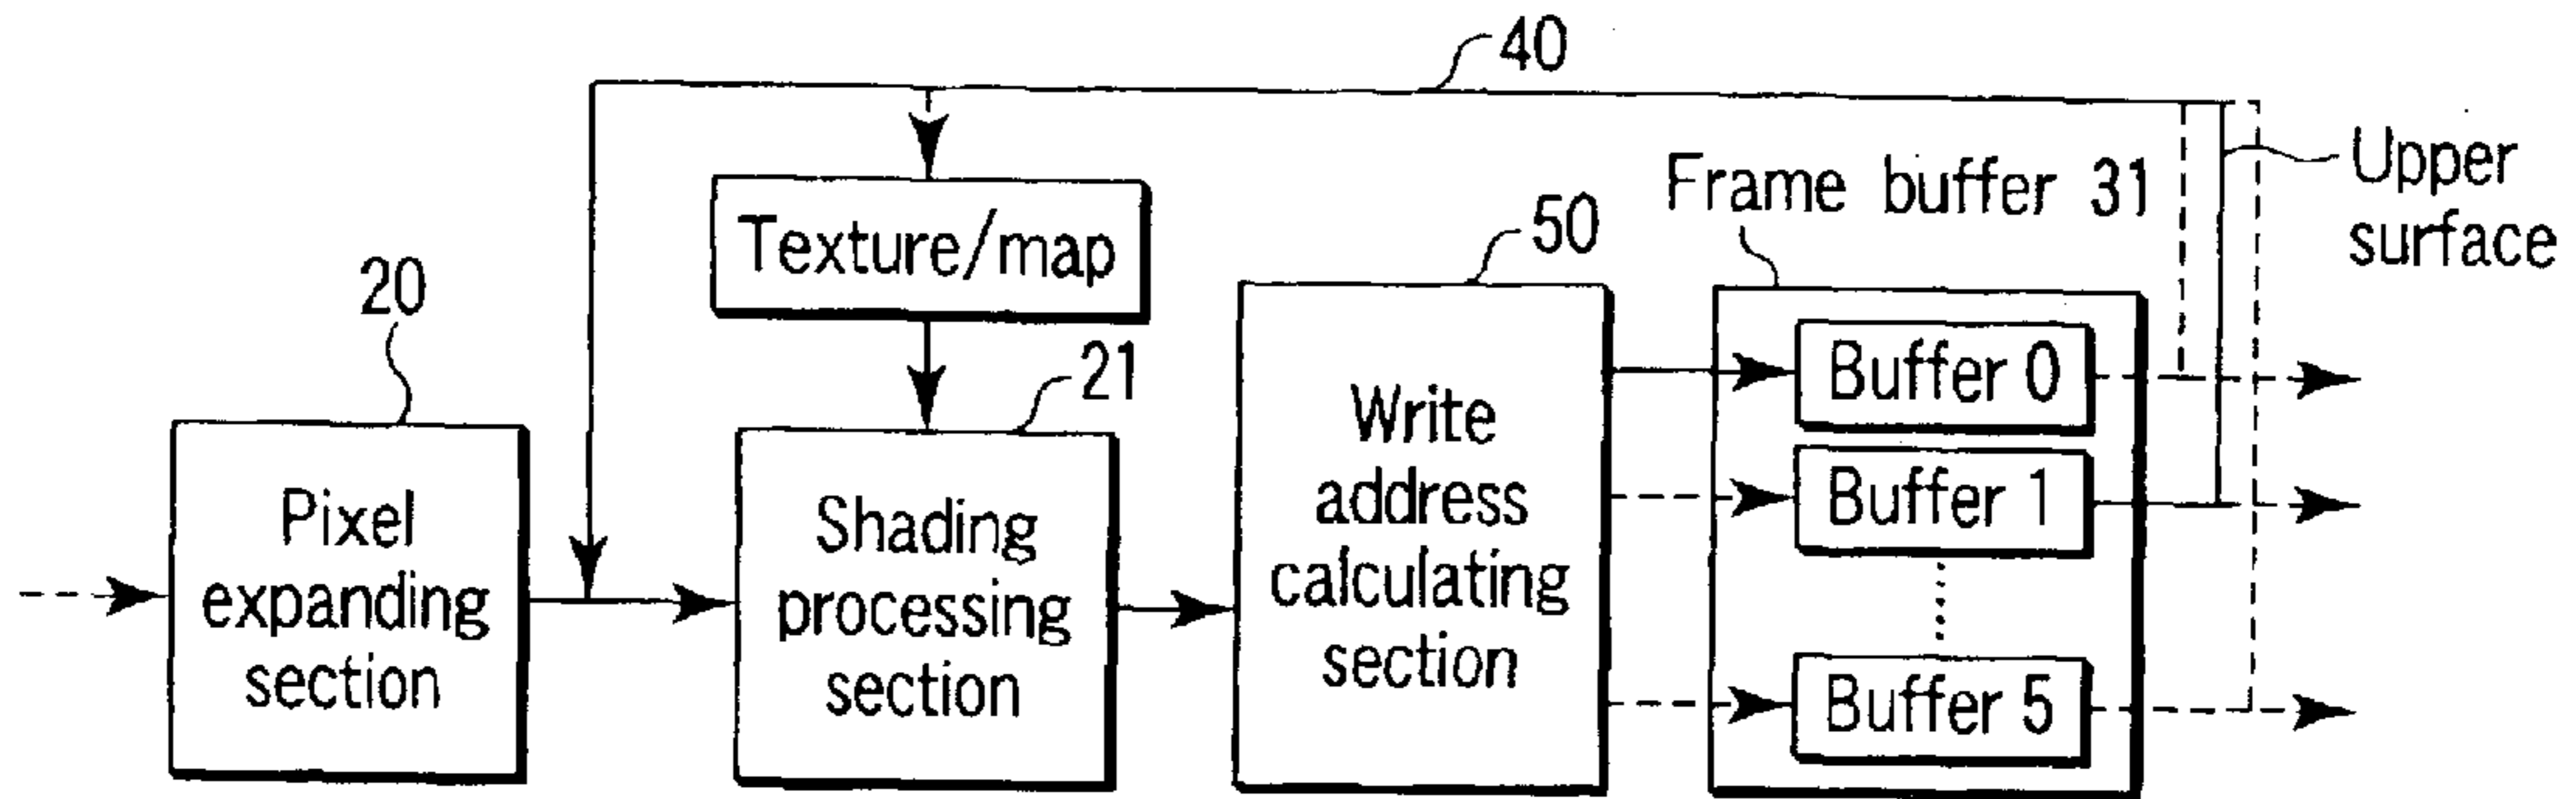 40
Upper
surface
Frame buffer 31
50
Texture/map
20
21
Buffer 0
Buffer 1
Buffer 5
Write
address
calculating
section
Pixel
expanding
section
Shading
processing
section